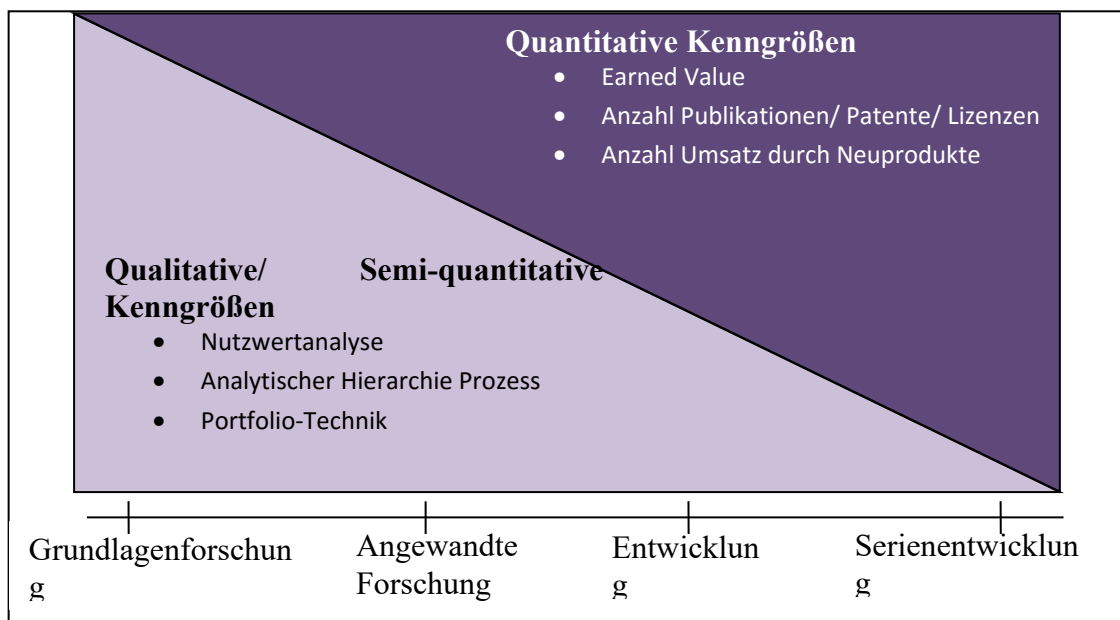 Quantitative Kenngrößen
• Earned Value
• Anzahl Publikationen/ Patente/ Lizenzen
• Anzahl Umsatz durch Neuprodukte
Qualitative/ Semi-quantitative
Kenngrößen
• Nutzwertanalyse
• Analytischer Hierarchie Prozess
• Portfolio-Technik
Grundlagenforschun
g
Angewandte
Forschung
Entwicklun
g
Serienentwicklun
g